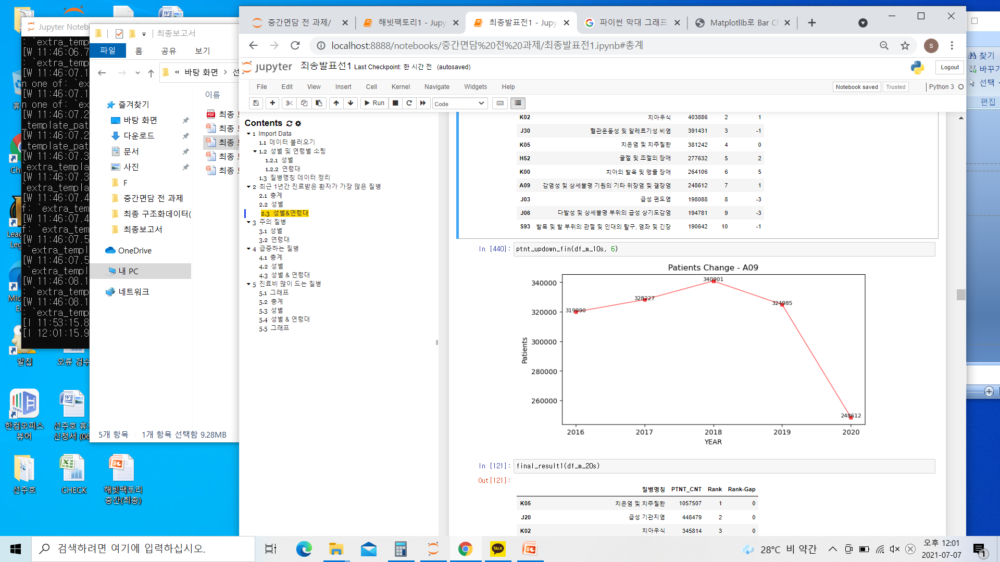 Jupyter Noteb
: `extra_temp
[W 11:46:06.7
: `extra_temp
[W 11:46:07.1
n one of: `ex
[W 11:46:07.1
n one of: `ex
[W 11:46:07.2
_template_pat
[W 11:46:07.2
_template_pat
[W 11:46:07.3
`extra_templa
[W 11:46:07.3
`extra_templa
[W 11:46:07.4
f: `extra_tem
[W 11:46:07.4
f: `extra_tem
[W 11:46:07.5
`extra_templ
[W 11:46:07.5
`extra_templ
[W 11:46:08.1
: `extra_temp
[W 11:46:08.1
: `extra_temp
[I 11:53:15.8
[I 12:01:15.9
알집
오류 검수
한컴오피스
뷰어
선주호 휴가
신청서 (06
선주호
CHECK
해빗팩토리
중간(최종)
최종보고서
파일 홈 공유 보기
« 바탕 화면 › 선
이름
즐겨찾기
바탕 화면
다운로드
문서
사진
F
중간면담 전 과제
최종 구조화데이터(
최종보고서
OneDrive
내 PC
네트워크
최종 보
최종 보
최종 보
최종 보
최종 보
5개 항목 1개 항목 선택함 9.28MB
중간면담 전 과제/
해빗팩토리1 - Jupy
최종발표전1 - Jupy
파이썬 막대 그래프
Matplotlib로 Bar C
localhost:8888/notebooks/중간면담%20전%20과제/최종발표전1.ipynb#총계
s
jupyter 최종발표전1 Last Checkpoint: 한 시간 전 (autosaved)
Logout
File Edit View Insert Cell Kernel Navigate Widgets Help
Notebook saved Trusted Python 3
Run Code
Contents
1 Import Data
1.1 데이터 불러오기
1.2 성별 및 연령별 소팅
1.2.1 성별
1.2.2 연령대
1.3 질병명칭 데이터 정리
2 최근 1년간 진료받은 환자가 가장 많은 질병
2.1 총계
2.2 성별
2.3 성별&연령대
3 주의 질병
3.1 성별
3.2 연령대
4 급증하는 질병
4.1 총계
4.2 성별
4.3 성별 & 연령대
5 진료비 많이 드는 질병
5.1 그래프
5.2 총계
5.3 성별
5.4 성별 & 연령대
5.5 그래프
K02 치아우식 403886 2 1
J30 혈관운동성 및 알레르기성 비염 391431 3 -1
K05 치은염 및 치주질환 381242 4 0
H52 굴절 및 조절의 장애 277632 5 2
K00 치아의 발육 및 맹출 장애 264106 6 5
A09 감염성 및 상세불명 기원의 기타 위장염 및 결장염 248612 7 1
J03 급성 편도염 198088 8 -3
J06 다발성 및 상세불명 부위의 급성 상기도감염 194781 9 -3
S93 발목 및 발 부위의 관절 및 인대의 탈구, 염좌 및 긴장 190642 10 -1
In [440]: ptnt_updown_fin(df_m_10s, 6)
Patients Change - A09
340000
320000
300000
280000
260000
Patients
319990
328227
340901
324985
248612
2016 2017 2018 2019 2020
YEAR
In [121]: final_result1(df_m_20s)
Out[121]:
질병명칭 PTNT_CNT Rank Rank-Gap
K05 치은염 및 치주질환 1057507 1 0
J20 급성 기관지염 448479 2 0
K02 치아우식 345814 3 0
찾기
바꾸기
선택
편집
검색하려면 여기에 입력하십시오.
TALK
28°C 비 약간
오후 12:01
2021-07-07
1